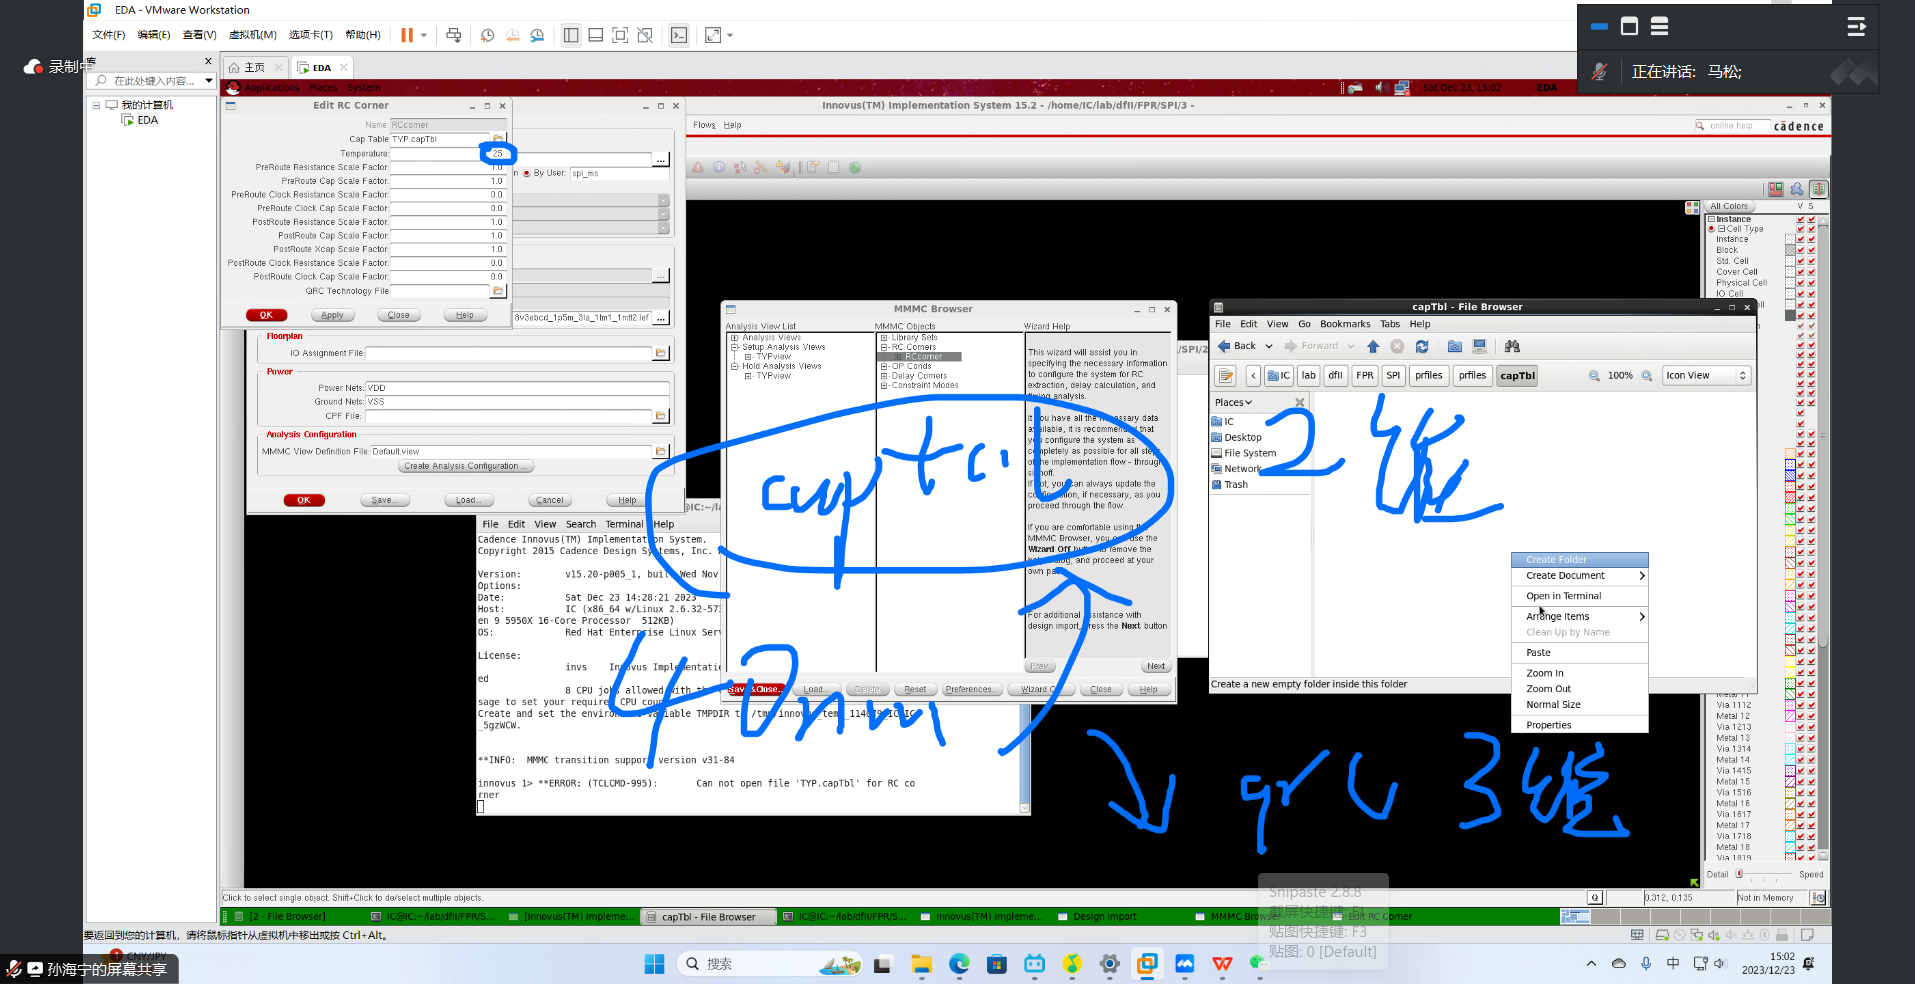 EDA - VMware Workstation
文件(F) 编辑(E) 查看(V) 虚拟机(M) 选项卡(T) 帮助(H)
录制中
库
在此处键入内容...
我的计算机
EDA
主页
EDA
正在讲话: 马松;
Applications Places System
Sat Dec 23, 15:02
EDA
Edit RC Corner
Name: RCcorner
Cap Table TYP.capTbl
Temperature: 25
PreRoute Resistance Scale Factor: 1.0
PreRoute Cap Scale Factor: 1.0
PreRoute Clock Resistance Scale Factor: 0.0
PreRoute Clock Cap Scale Factor: 0.0
PostRoute Resistance Scale Factor: 1.0
PostRoute Cap Scale Factor: 1.0
PostRoute Xcap Scale Factor: 1.0
PostRoute Clock Resistance Scale Factor: 0.0
PostRoute Clock Cap Scale Factor: 0.0
QRC Technology File
OK Apply Close Help
By User: spi_ms
Floorplan
IO Assignment File:
Power
Power Nets: VDD
Ground Nets: VSS
CPF File:
Analysis Configuration
MMMC View Definition File: Default.view
Create Analysis Configuration ...
OK Save... Load... Cancel Help
Innovus(TM) Implementation System 15.2 - /home/IC/lab/dfII/FPR/SPI/3 -
Flows Help
online help
cādence
MMMC Browser
Analysis View List
Analysis Views
Setup Analysis Views
TYPview
Hold Analysis Views
TYPview
MMMC Objects
Library Sets
RC Corners
RCcorner
OP Conds
Delay Corners
Constraint Modes
Wizard Help
This wizard will assist you in
specifying the necessary information
to configure the system for RC
extraction, delay calculation, and
timing analysis.
If you have all the necessary data
available, it is recommended that
you configure the system as
completely as possible for all steps
of the implementation flow - through
signoff.
If not, you can always update the
configuration, if necessary, as you
proceed through the flow.
If you are comfortable using the
MMMC Browser, you can use the
Wizard Off button to remove the
proceed at your
own pace.
For additional assistance with
design import, press the Next button
Prev Next
Save&Close... Load... Delete Reset Preferences... Close Help
File Edit View Search Terminal Help
Cadence Innovus(TM) Implementation System.
Copyright 2015 Cadence Design Systems, Inc.
Version: v15.20-p005_1, built Wed Nov
Options:
Date: Sat Dec 23 14:28:21 2023
Host: IC (x86_64 w/Linux 2.6.32-573
en 9 5950X 16-Core Processor 512KB)
OS: Red Hat Enterprise Linux Serv
License:
invs Innovus Implementati
ed
8 CPU jobs allowed with the
sage to set your required CPU cou
Create and set the environment variable TMPDIR to /tmp/innovus_temp_
_5gzWCW.
**INFO: MMMC transition support version v31-84
innovus 1> **ERROR: (TCLCMD-995): Can not open file 'TYP.capTbl' for RC co
rner
capTbl - File Browser
File Edit View Go Bookmarks Tabs Help
Back Forward
IC lab dfII FPR SPI prfiles prfiles capTbl
100%
Icon View
Places
IC
Desktop
File System
Network
Trash
Create Folder
Create Document
Open in Terminal
Arrange Items
Clean Up by Name
Paste
Zoom In
Zoom Out
Normal Size
Properties
Create a new empty folder inside this folder
2
40nm
qrc 3
All Colors V S
Instance
Cell Type
Instance
Block
Std. Cell
Cover Cell
Physical Cell
IO Cell
Via 1112
Metal 12
Via 1213
Metal 13
Via 1314
Metal 14
Via 1415
Metal 15
Via 1516
Metal 16
Via 1617
Metal 17
Via 1718
Metal 18
Via 1819
Detail Speed
Click to select single object. Shift+Click to de/select multiple objects.
Q 0.312, 0.135 Not in Memory
[2 - File Browser] IC@IC:~/lab/dfII/FPR/S... [Innovus(TM) Impleme... capTbl - File Browser IC@IC:~/lab/dfII/FPR/S... Innovus(TM) Impleme... Design Import MMMC Browser Edit RC Corner
Snipaste 2.8.8
截屏快捷键: F1
贴图快捷键: F3
贴图: 0 [Default]
要返回到您的计算机，请将鼠标指针从虚拟机中移出或按 Ctrl+Alt。
CNY/JPY
孙海宁的屏幕共享
搜索
中
15:02
2023/12/23